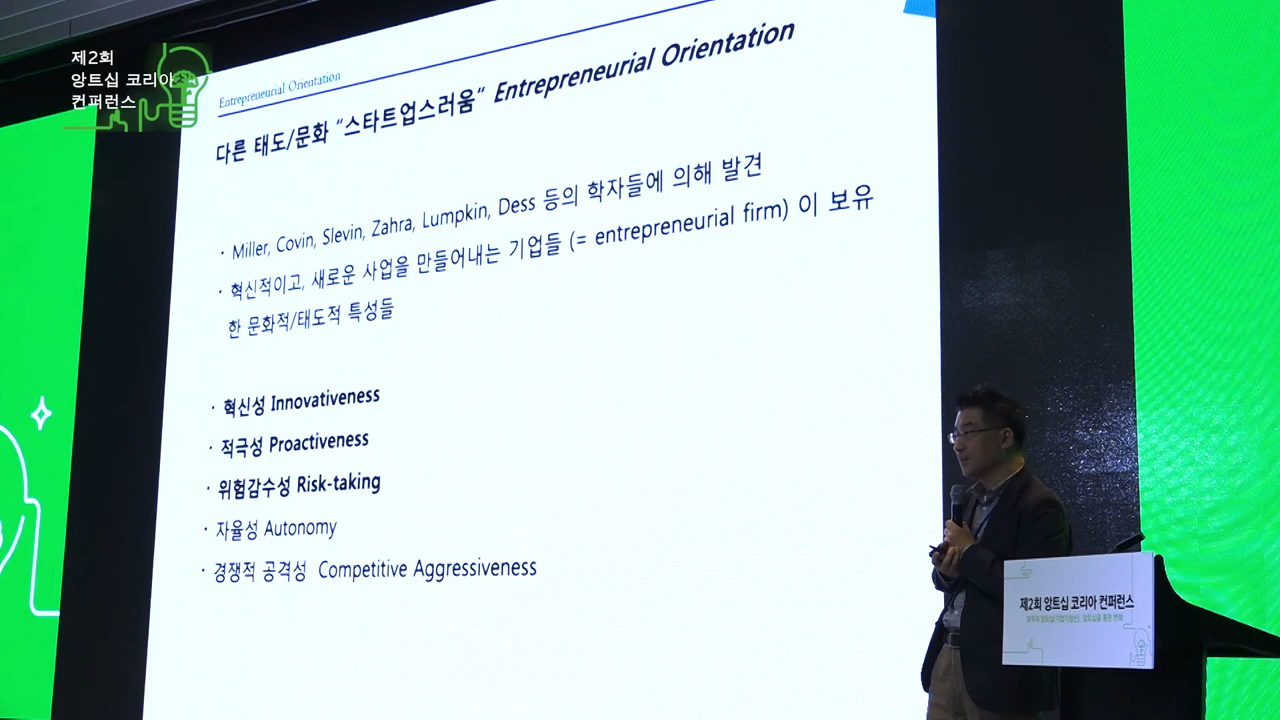 제2회
앙트십 코리아
컨퍼런스
Entrepreneurial Orientation
다른 태도/문화 “스타트업스러움“ Entrepreneurial Orientation
· Miller, Covin, Slevin, Zahra, Lumpkin, Dess 등의 학자들에 의해 발견
· 혁신적이고, 새로운 사업을 만들어내는 기업들 (= entrepreneurial firm) 이 보유
한 문화적/태도적 특성들
· 혁신성 Innovativeness
· 적극성 Proactiveness
· 위험감수성 Risk-taking
· 자율성 Autonomy
· 경쟁적 공격성 Competitive Aggressiveness
제2회 앙트십 코리아 컨퍼런스